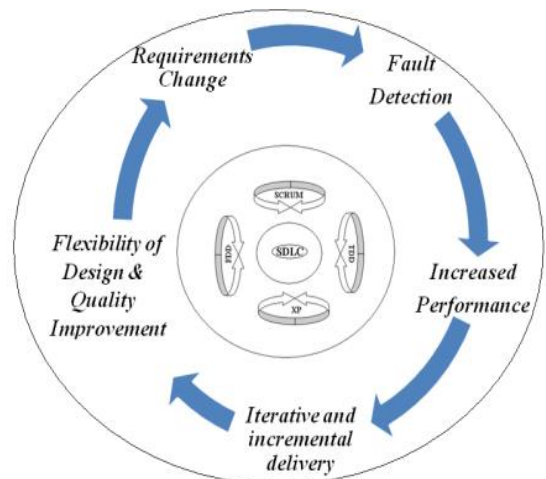 Requirements
Change
Fault
Detection
Increased
Performance
Iterative and
incremental
delivery
Flexibility of
Design &
Quality
Improvement
SCRUM
TDD
XP
FDD
SDLC